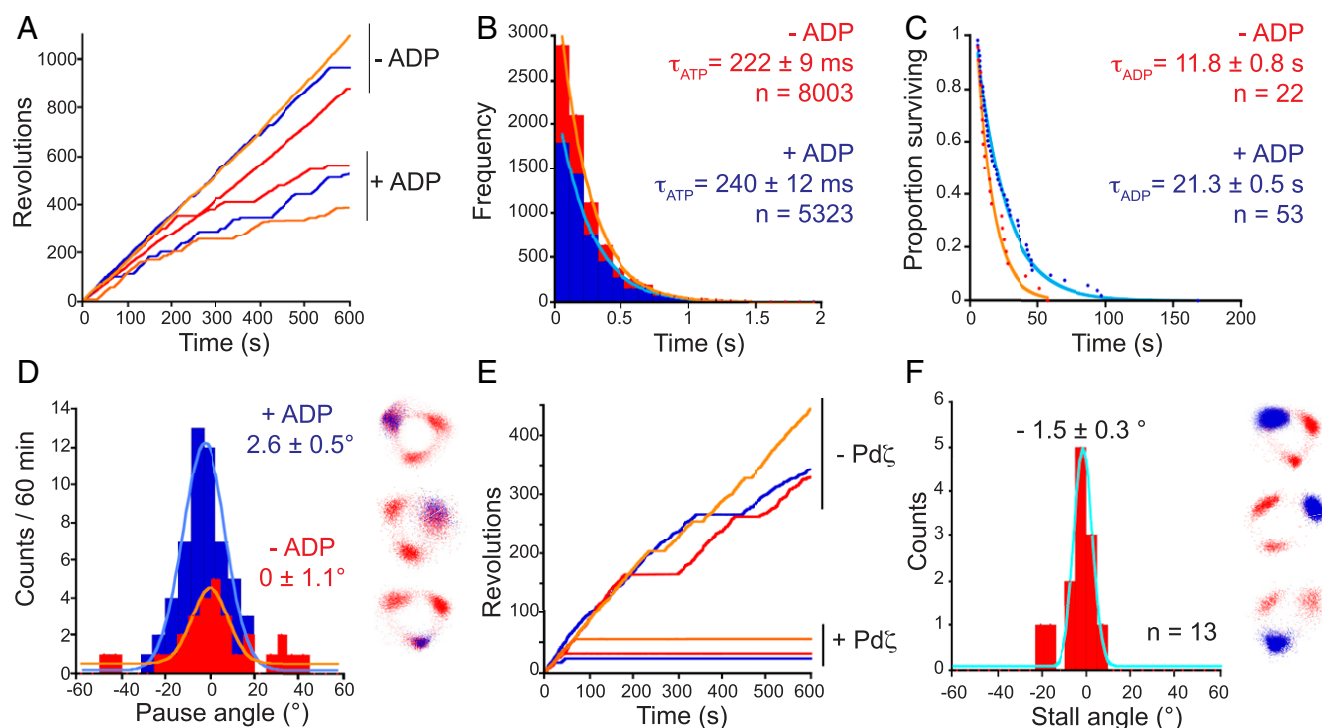 A
Revolutions
1000
800
600
400
200
0
0 100 200 300 400 500 600
Time (s)
- ADP
+ ADP
B
Frequency
3000
2500
2000
1500
1000
500
0
0 0.5 1 1.5 2
Time (s)
- ADP
τATP= 222 ± 9 ms
n = 8003
+ ADP
τATP= 240 ± 12 ms
n = 5323
C
Proportion surviving
1
0.8
0.6
0.4
0.2
0
0 50 100 150 200
Time (s)
- ADP
τADP= 11.8 ± 0.8 s
n = 22
+ ADP
τADP= 21.3 ± 0.5 s
n = 53
D
Counts / 60 min
14
12
10
8
6
4
2
0
-60 -40 -20 0 20 40 60
Pause angle (°)
+ ADP
2.6 ± 0.5°
- ADP
0 ± 1.1°
E
Revolutions
400
300
200
100
0
0 100 200 300 400 500 600
Time (s)
- Pdζ
+ Pdζ
F
Counts
6
5
4
3
2
1
0
-60 -40 -20 0 20 40 60
Stall angle (°)
- 1.5 ± 0.3 °
n = 13